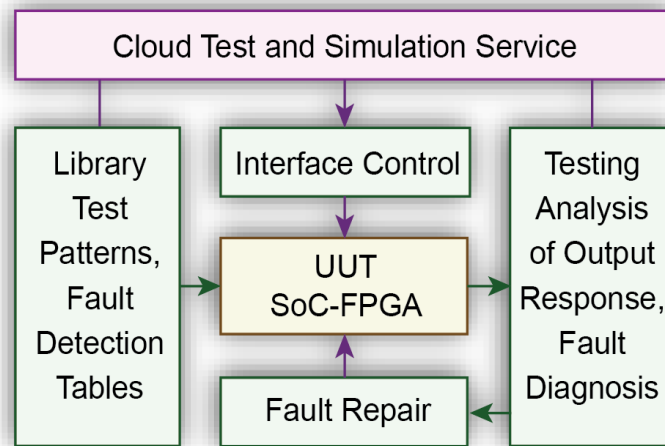 Cloud Test and Simulation Service
Library
Test
Patterns,
Fault
Detection
Tables
Interface Control
UUT
SoC-FPGA
Fault Repair
Testing
Analysis
of Output
Response,
Fault
Diagnosis